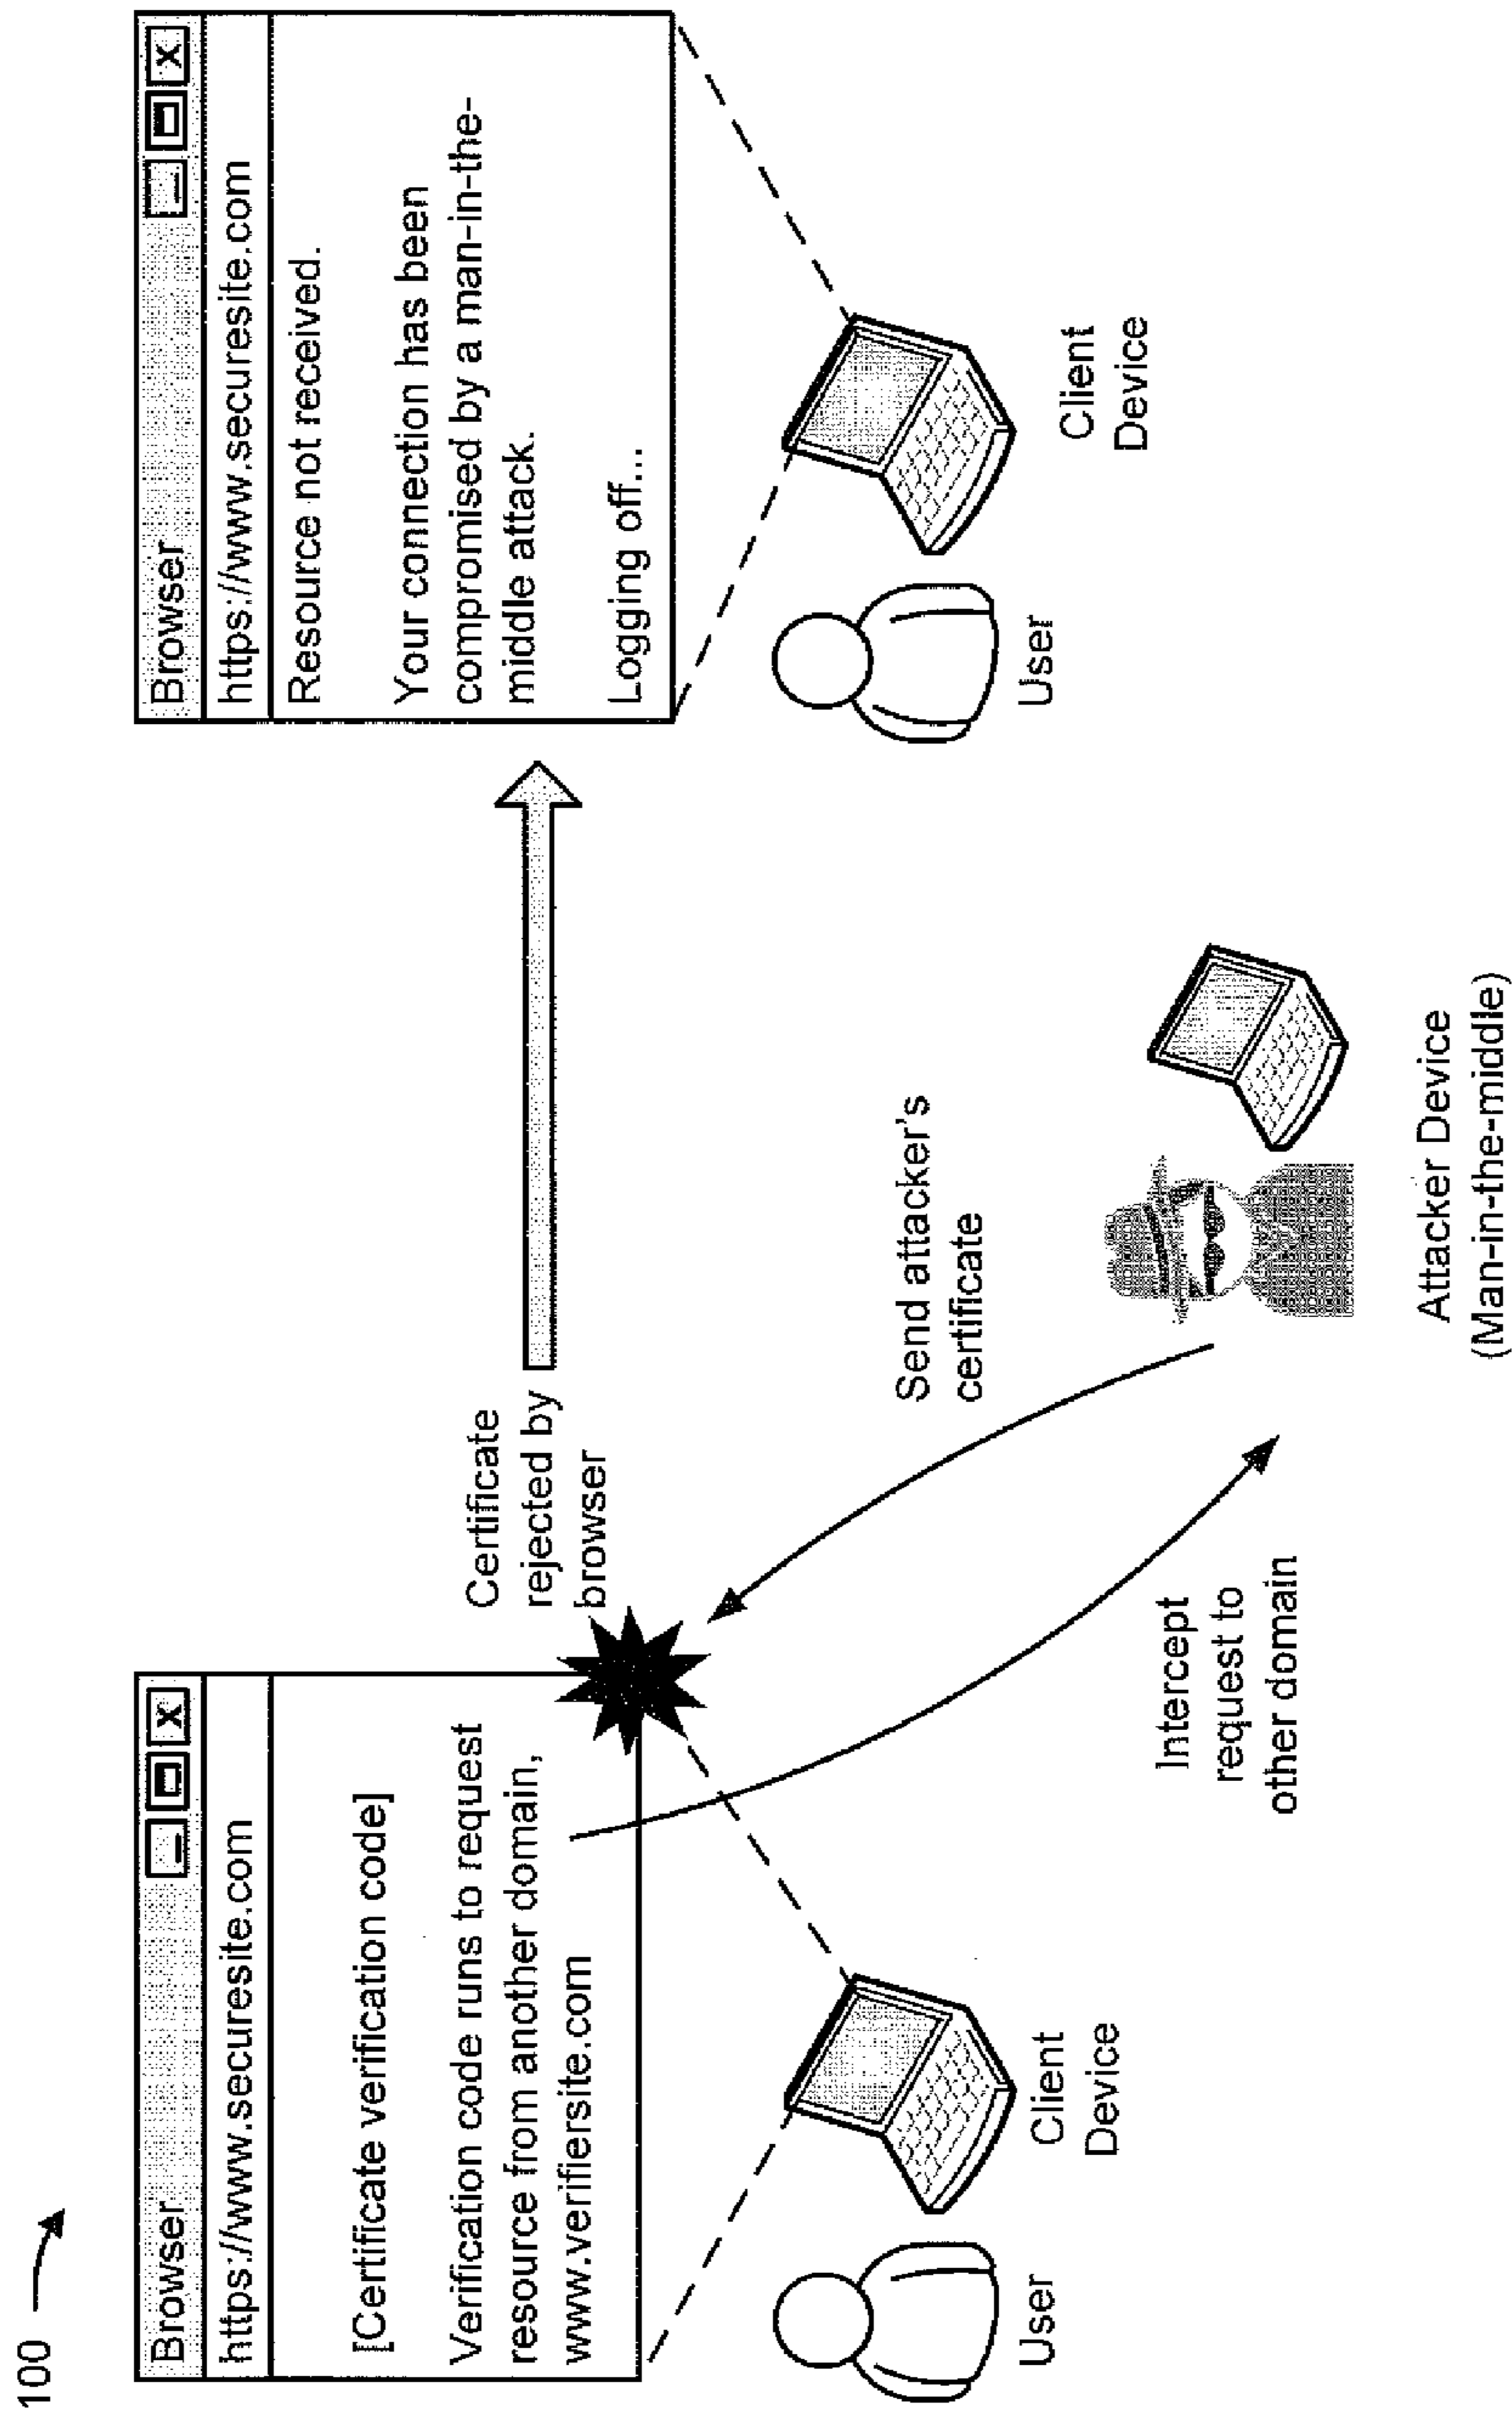 100
Browser
https://www.securesite.com
[Certificate verification code]
Verification code runs to request
resource from another domain,
www.verifiersite.com
User
Client
Device
Certificate
rejected by
browser
Intercept
request to
other domain
Send attacker's
certificate
Attacker Device
(Man-in-the-middle)
Browser
https://www.securesite.com
Resource not received.
Your connection has been
compromised by a man-in-the-
middle attack.
Logging off...
User
Client
Device